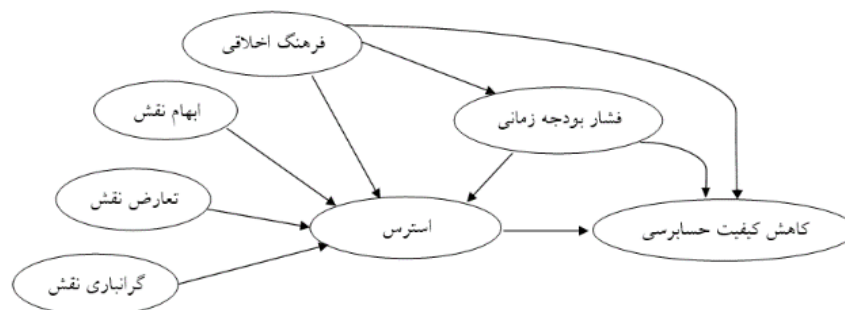 فرهنگ اخلاقی
ابهام نقش
فشار بودجه زمانی
تعارض نقش
استرس
کاهش کیفیت حسابرسی
گرانباری نقش